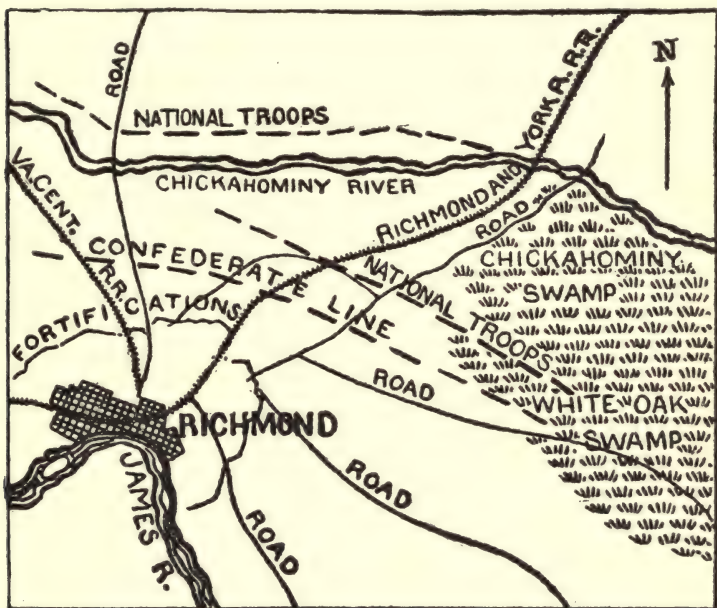 ROAD
N
NATIONAL TROOPS
RICHMOND AND YORK R. R.R.
VA.CENT.
R.R.
CHICKAHOMINY RIVER
ROAD
CONFEDERATE LINE
NATIONAL TROOPS
CHICKAHOMINY
SWAMP
FORTIFICATIONS
ROAD
WHITE OAK
SWAMP
RICHMOND
JAMES R.
ROAD
ROAD